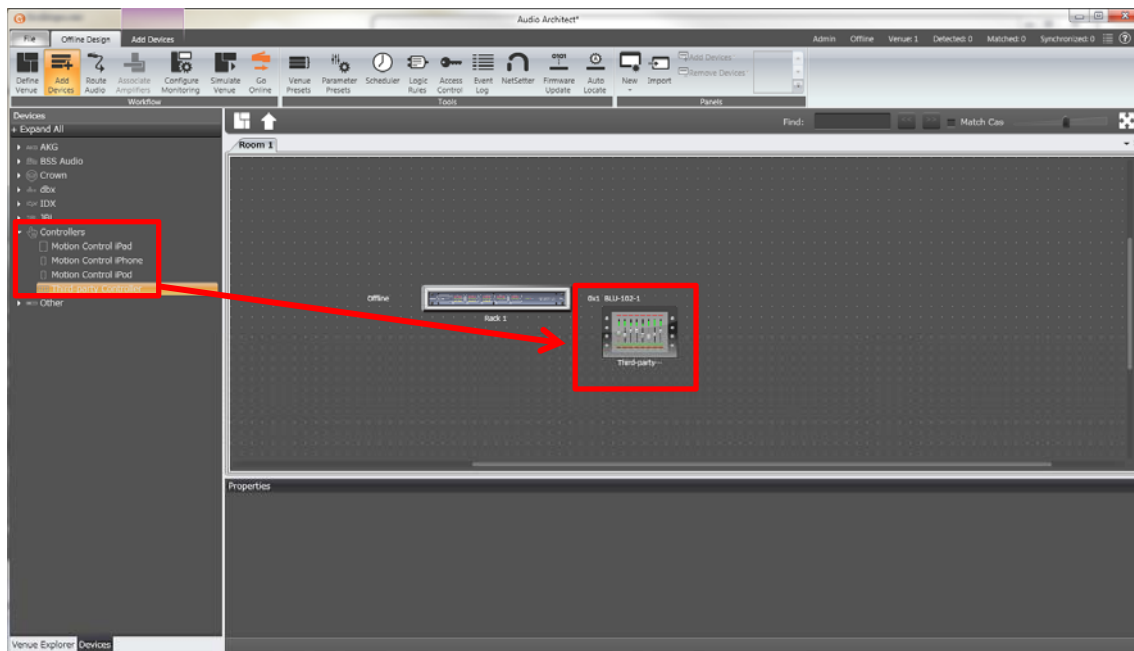 Audio Architect*
File Offline Design Add Devices Admin Offline Venue: 1 Detected: 0 Matched: 0 Synchronized: 0
Define Venue
Add Devices
Route Audio
Associate Amplifiers
Configure Monitoring
Simulate Venue
Go Online
Venue Presets
Parameter Presets
Scheduler
Logic Rules
Access Control
Event Log
NetSetter
Firmware Update
Auto Locate
New
Import
Add Devices
Remove Devices
Workflow Tools Panels
Devices
+ Expand All
Find: Match Cas
Room 1
AKG
BSS Audio
Crown
dbx
IDX
JBL
Controllers
Motion Control iPad
Motion Control iPhone
Motion Control iPod
Third-party Controller
Other
Offline
Rack 1
0x1 BLU-102-1
Third-party...
Properties
Venue Explorer Devices